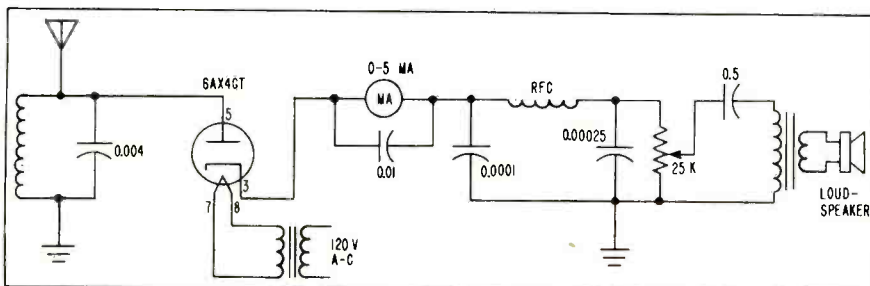 6AX4GT
5
3
7
8
0.004
120 V
A-C
0-5 MA
MA
0.01
0.0001
RFC
0.00025
25 K
0.5
LOUD-
SPEAKER